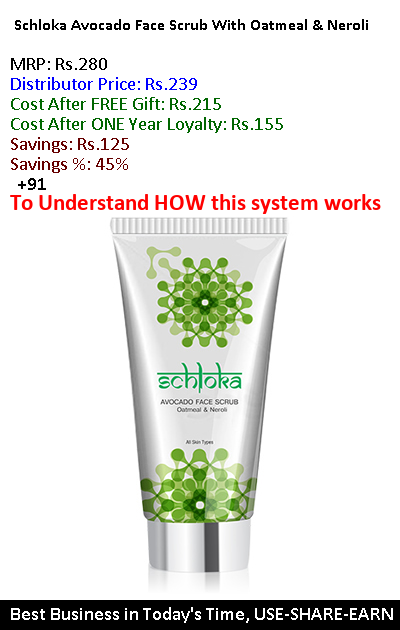 Schloka Avocado Face Scrub With Oatmeal & Neroli
MRP: Rs.280
Distributor Price: Rs.239
Cost After FREE Gift: Rs.215
Cost After ONE Year Loyalty: Rs.155
Savings: Rs.125
Savings %: 45%
+91
To Understand HOW this system works
schloka
AVOCADO FACE SCRUB
Oatmeal & Neroli
All Skin Types
Best Business in Today's Time, USE-SHARE-EARN